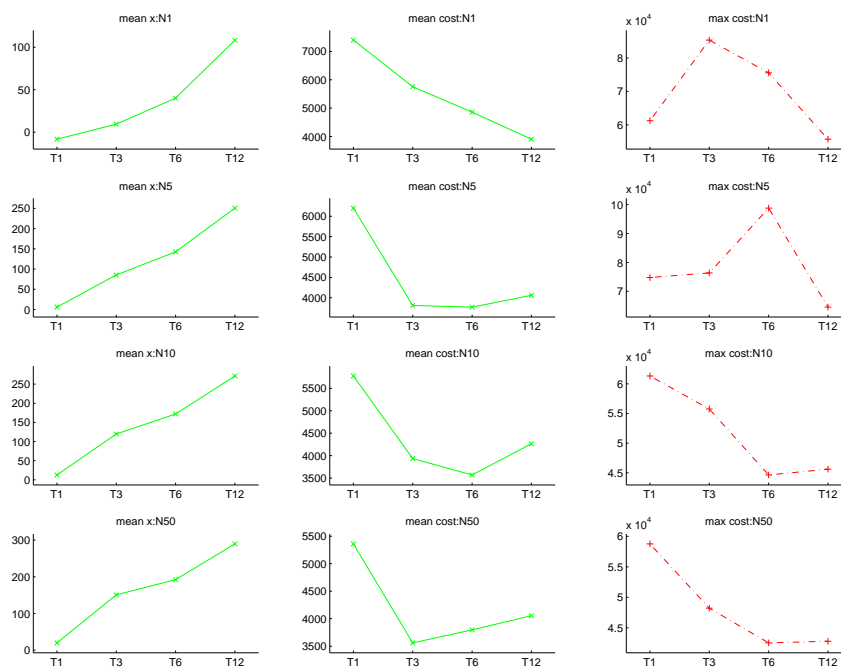 mean x:N1
100
50
0
T1 T3 T6 T12
mean cost:N1
7000
6000
5000
4000
T1 T3 T6 T12
x 10^4
max cost:N1
8
7
6
T1 T3 T6 T12
mean x:N5
250
200
150
100
50
0
T1 T3 T6 T12
mean cost:N5
6000
5500
5000
4500
4000
T1 T3 T6 T12
x 10^4
max cost:N5
10
9
8
7
T1 T3 T6 T12
mean x:N10
250
200
150
100
50
0
T1 T3 T6 T12
mean cost:N10
5500
5000
4500
4000
3500
T1 T3 T6 T12
x 10^4
max cost:N10
6
5.5
5
4.5
T1 T3 T6 T12
mean x:N50
300
200
100
0
T1 T3 T6 T12
mean cost:N50
5500
5000
4500
4000
3500
T1 T3 T6 T12
x 10^4
max cost:N50
6
5.5
5
4.5
T1 T3 T6 T12